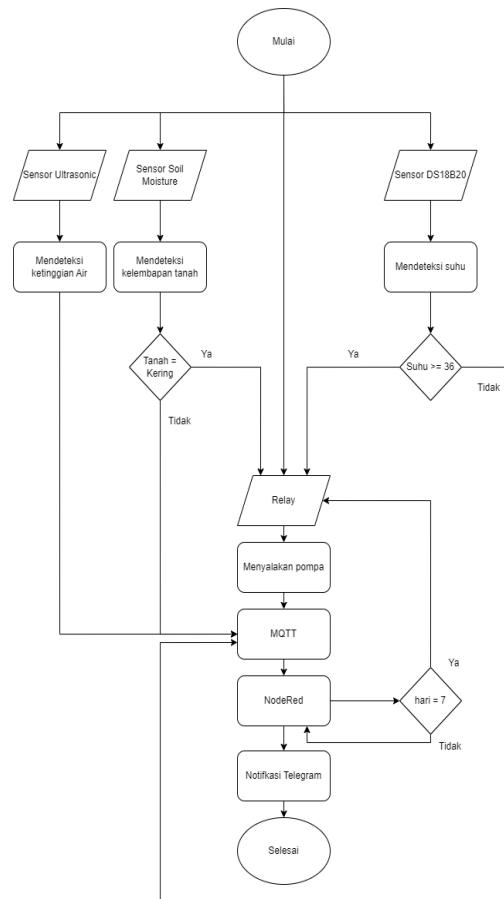 Mulai
Sensor Ultrasonic
Sensor Soil
Moisture
Sensor DS18B20
Mendeteksi
ketinggian Air
Mendeteksi
kelembapan tanah
Mendeteksi suhu
Tanah =
Kering
Ya
Tidak
Ya
Suhu >= 36
Tidak
Relay
Menyalakan pompa
MQTT
NodeRed
Ya
hari = 7
Tidak
Notifkasi Telegram
Selesai